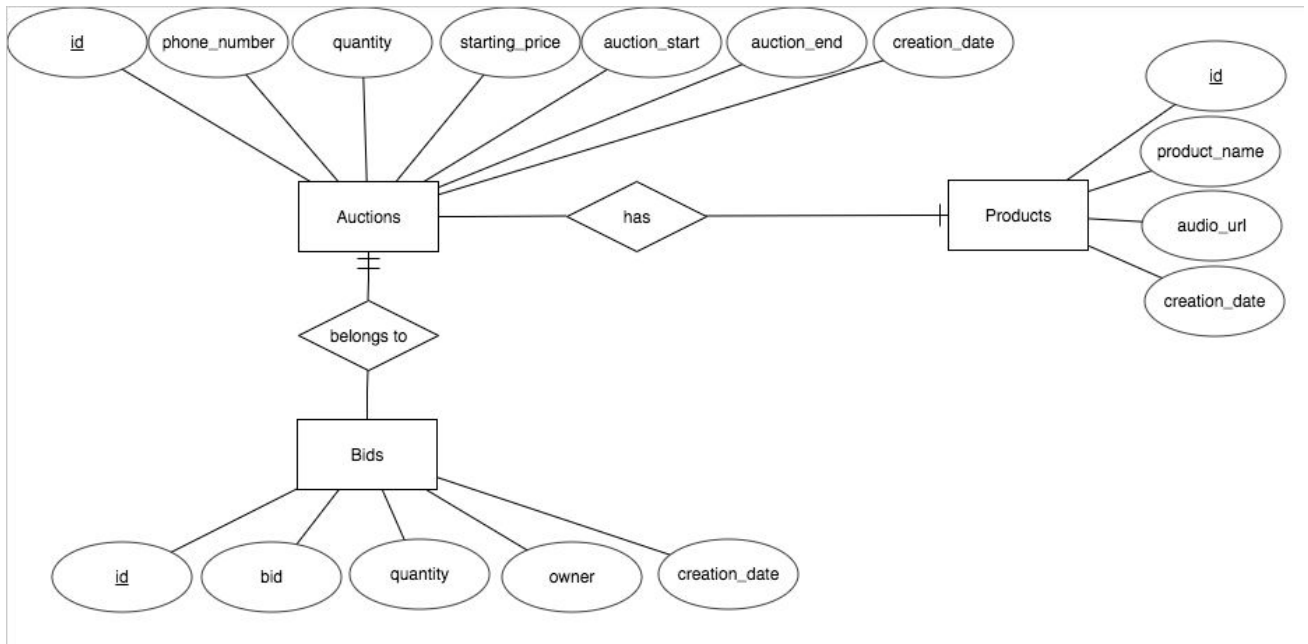 id
phone_number
quantity
starting_price
auction_start
auction_end
creation_date
id
product_name
audio_url
creation_date
Auctions
has
Products
belongs to
Bids
id
bid
quantity
owner
creation_date